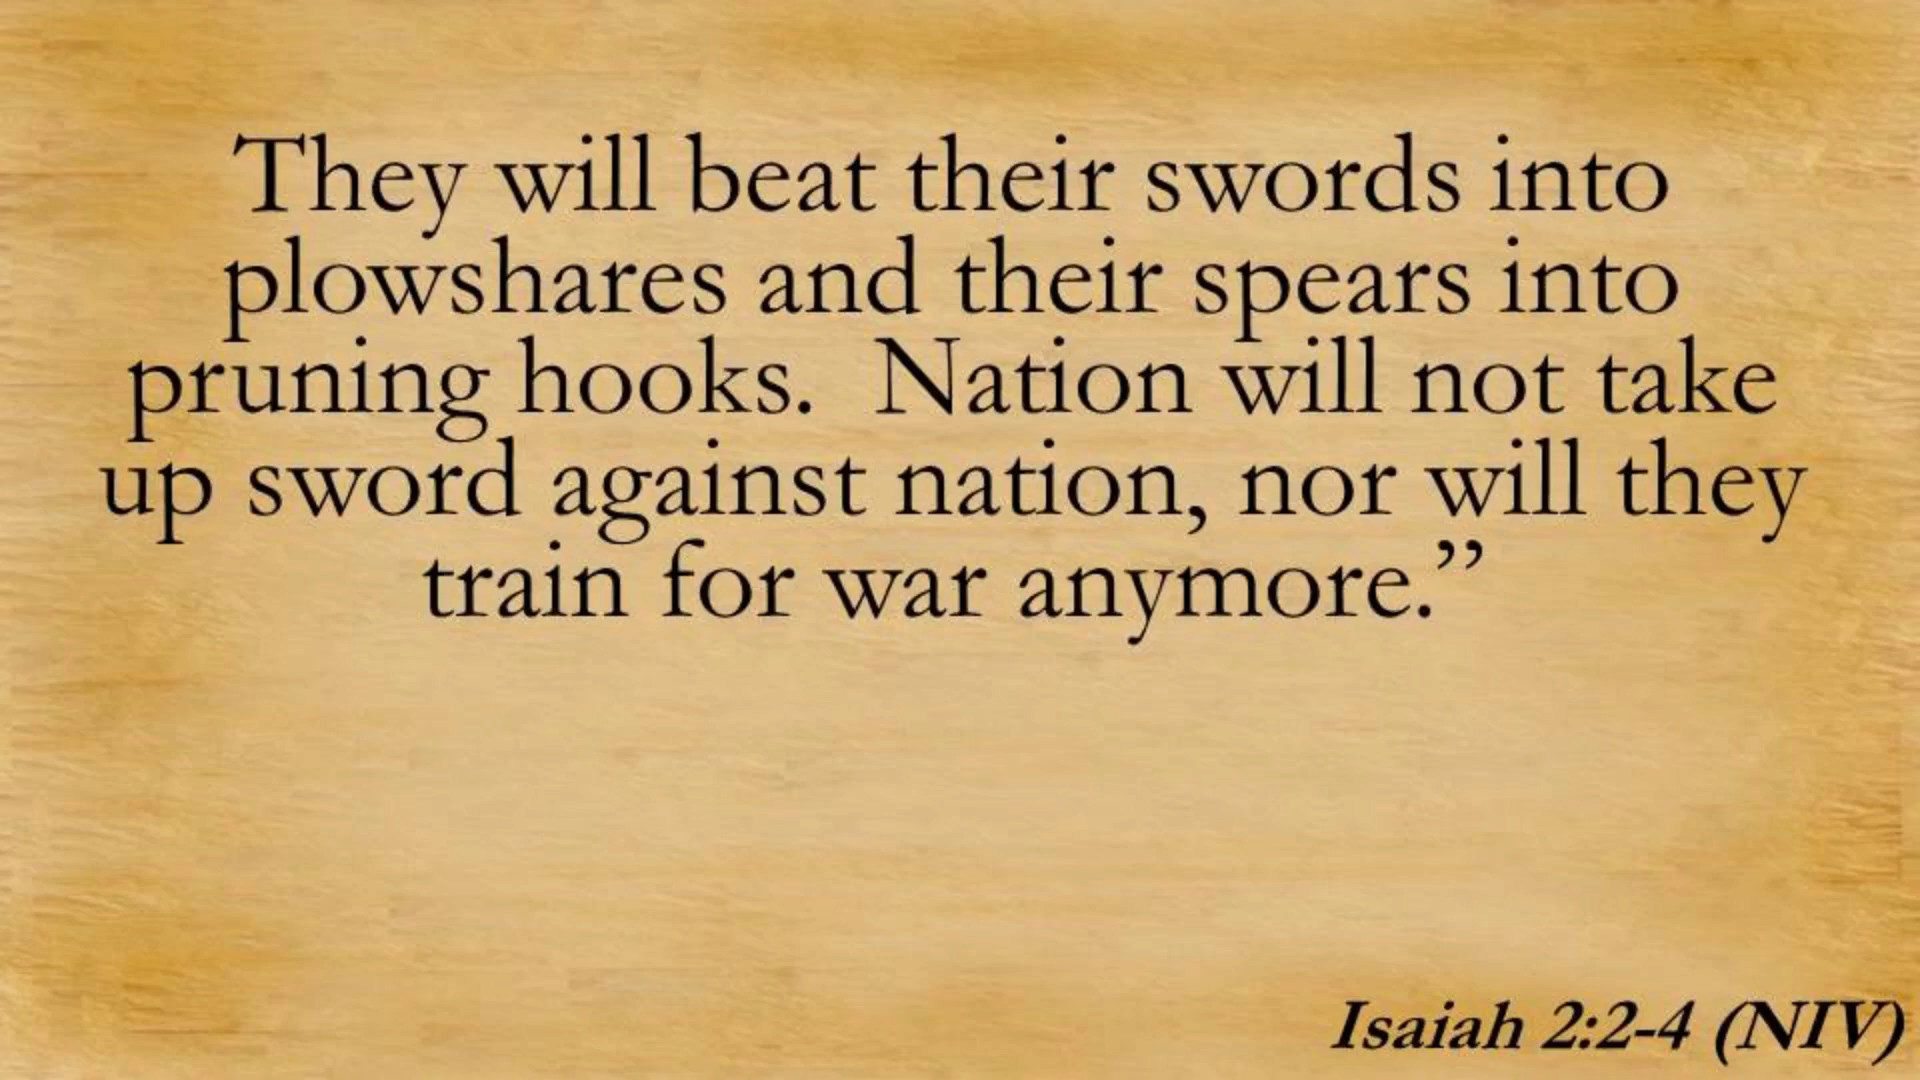 They will beat their swords into
plowshares and their spears into
pruning hooks.  Nation will not take
up sword against nation, nor will they
train for war anymore.”
Isaiah 2:2-4 (NIV)